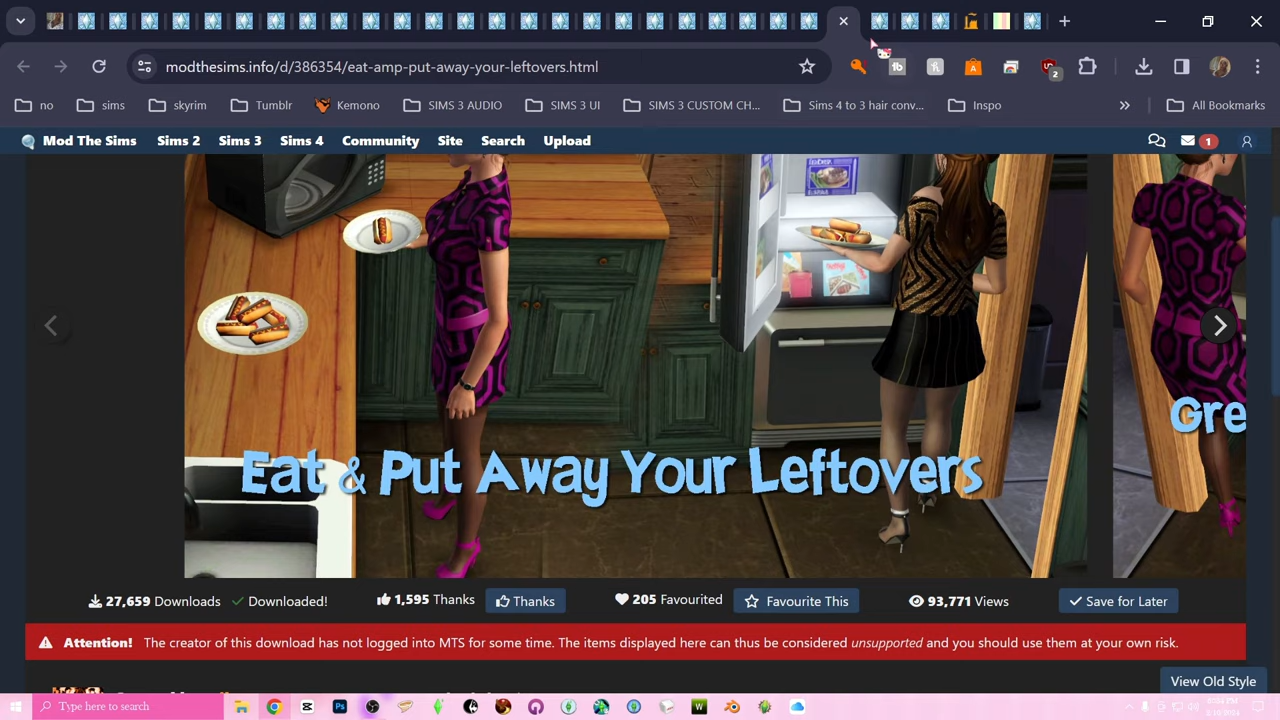 modthesims.info/d/386354/eat-amp-put-away-your-leftovers.html
2
no
sims
skyrim
Tumblr
Kemono
SIMS 3 AUDIO
SIMS 3 UI
SIMS 3 CUSTOM CH...
Sims 4 to 3 hair conv...
Inspo
All Bookmarks
Mod The Sims
Sims 2
Sims 3
Sims 4
Community
Site
Search
Upload
1
Eat & Put Away Your Leftovers
Gre
27,659 Downloads
Downloaded!
1,595 Thanks
Thanks
205 Favourited
Favourite This
93,771 Views
Save for Later
Attention! The creator of this download has not logged into MTS for some time. The items displayed here can thus be considered unsupported and you should use them at your own risk.
View Old Style
Type here to search